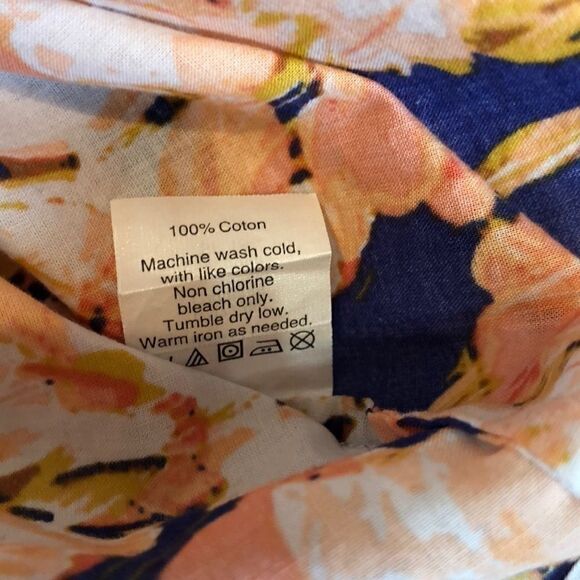 100% Coton
Machine wash cold,
with like colors.
Non chlorine
bleach only.
Tumble dry low.
Warm iron as needed.